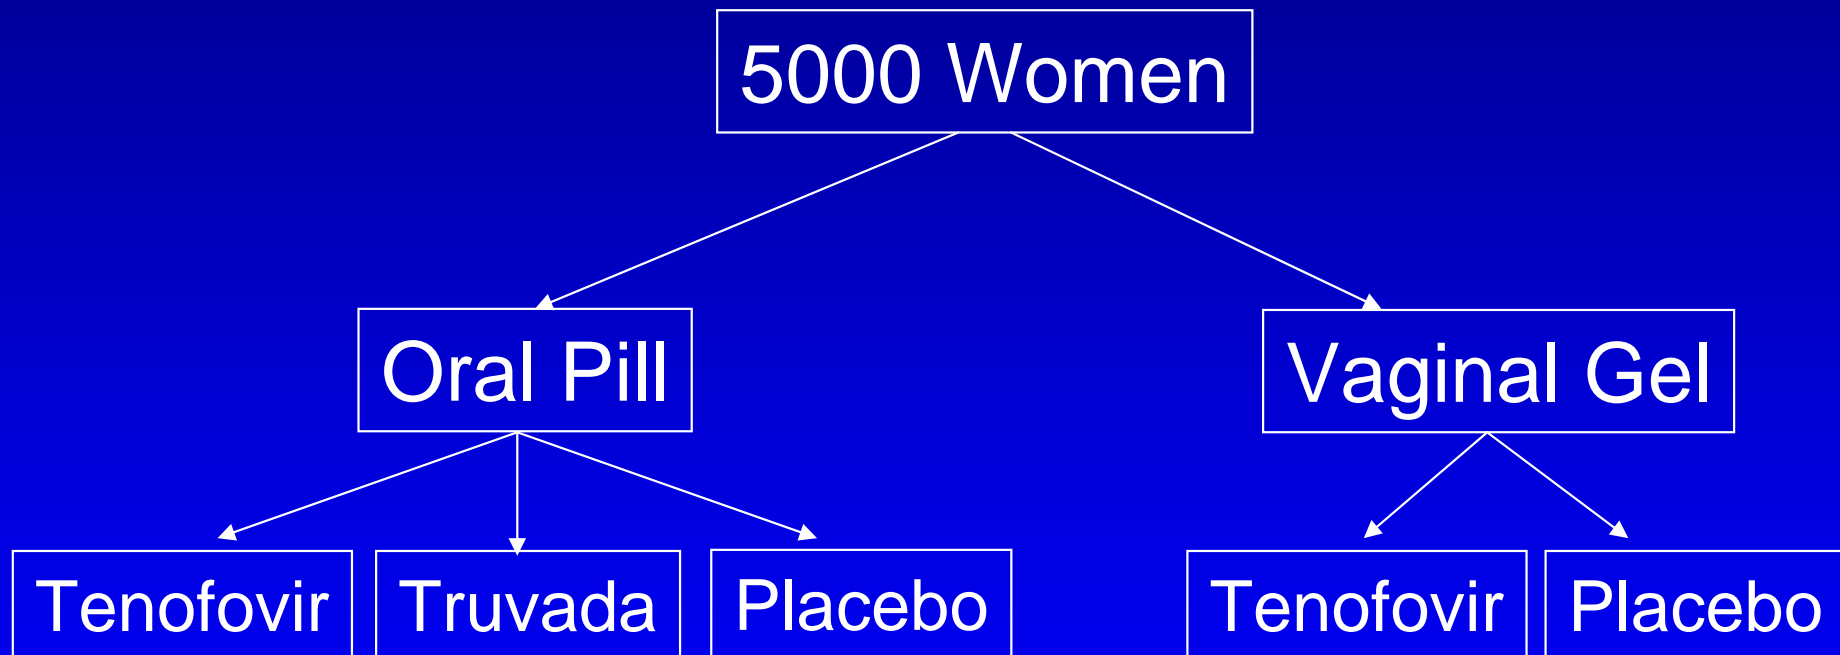 5000 Women
Oral Pill
Vaginal Gel
Tenofovir
Truvada
Placebo
Tenofovir
Placebo